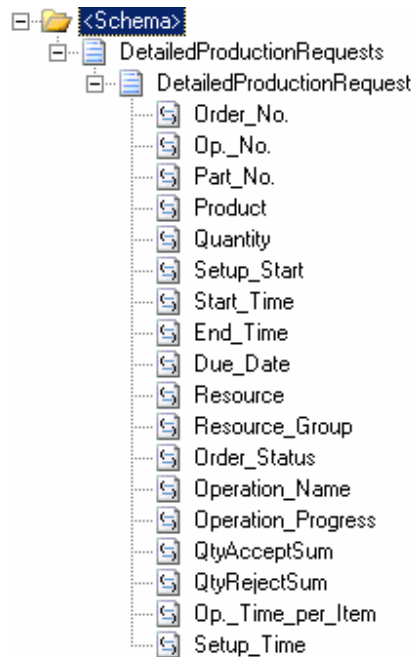 <Schema>
DetailedProductionRequests
DetailedProductionRequest
Order_No.
Op._No.
Part_No.
Product
Quantity
Setup_Start
Start_Time
End_Time
Due_Date
Resource
Resource_Group
Order_Status
Operation_Name
Operation_Progress
QtyAcceptSum
QtyRejectSum
Op._Time_per_Item
Setup_Time